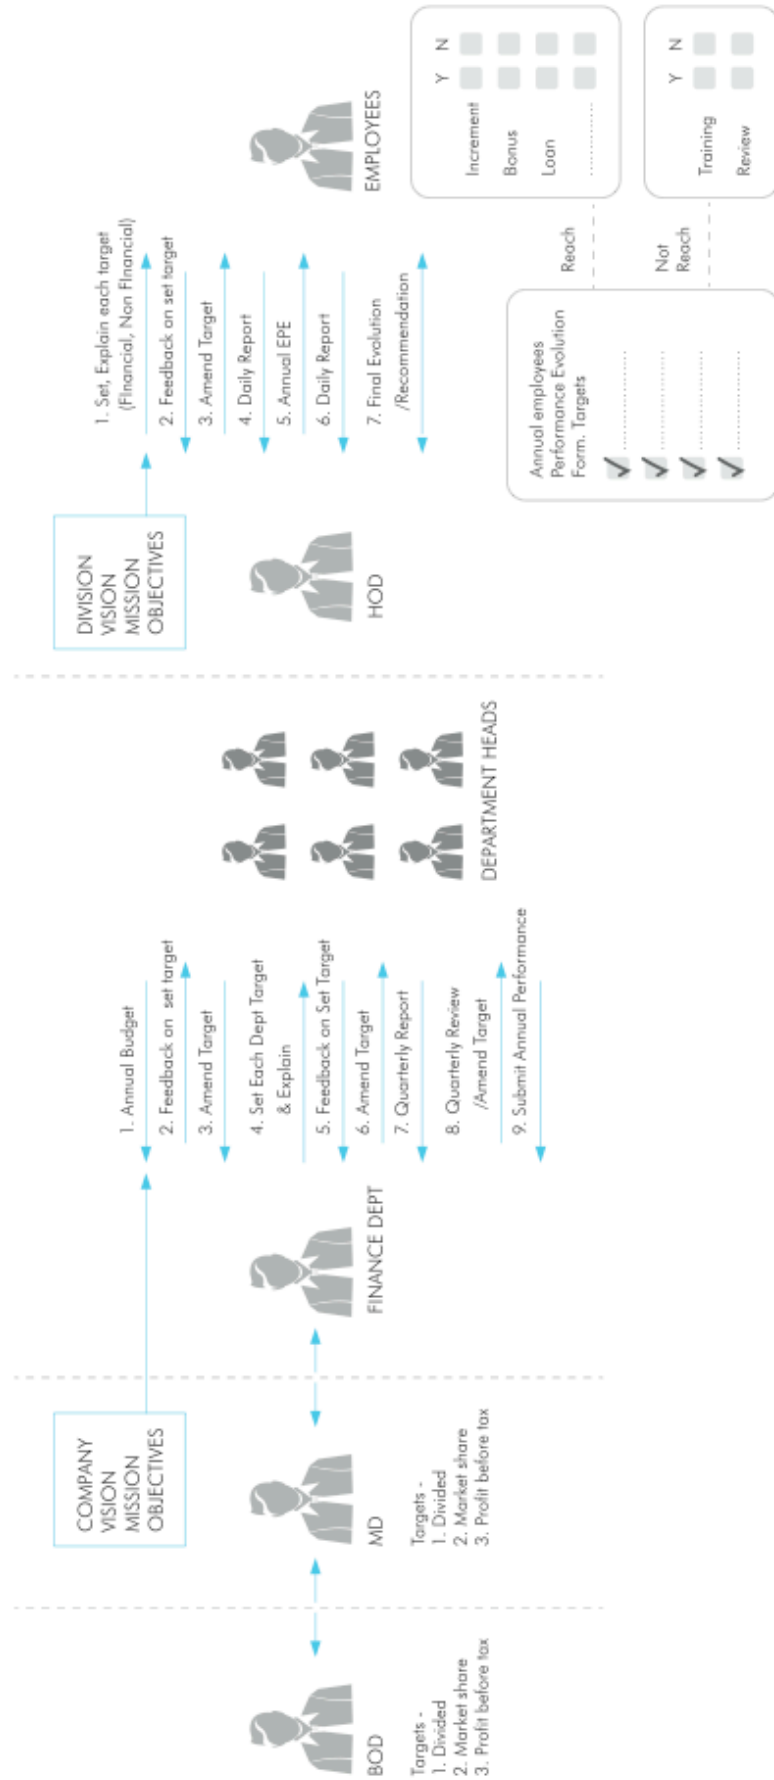 COMPANY
VISION
MISSION
OBJECTIVES
BOD
Targets -
1. Divided
2. Market share
3. Profit before tax
MD
Targets -
1. Divided
2. Market share
3. Profit before tax
FINANCE DEPT
1. Annual Budget
2. Feedback on set target
3. Amend Target
4. Set Each Dept Target
& Explain
5. Feedback on Set Target
6. Amend Target
7. Quarterly Report
8. Quarterly Review
/Amend Target
9. Submit Annual Performance
DEPARTMENT HEADS
DIVISION
VISION
MISSION
OBJECTIVES
HOD
1. Set, Explain each target
(FInancial, Non FInancial)
2. Feedback on set target
3. Amend Target
4. Daily Report
5. Annual EPE
6. Daily Report
7. Final Evolution
/Recommendation
EMPLOYEES
Annual employees
Performance Evolution
Form. Targets
Reach
Not
Reach
Y N
Increment
Bonus
Loan
Y N
Training
Review